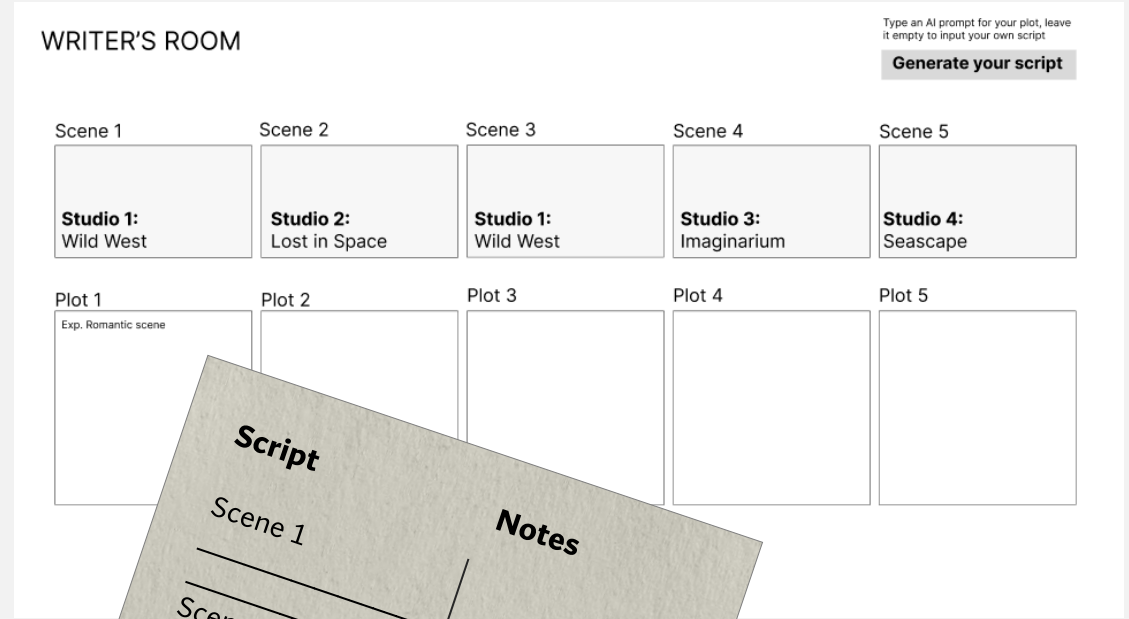 WRITER'S ROOM
Type an AI prompt for your plot, leave
it empty to input your own script
Generate your script
Scene 1
Scene 2
Scene 3
Scene 4
Scene 5
Studio 1:
Wild West
Studio 2:
Lost in Space
Studio 1:
Wild West
Studio 3:
Imaginarium
Studio 4:
Seascape
Plot 1
Plot 2
Plot 3
Plot 4
Plot 5
Exp. Romantic scene
Script
Notes
Scene 1